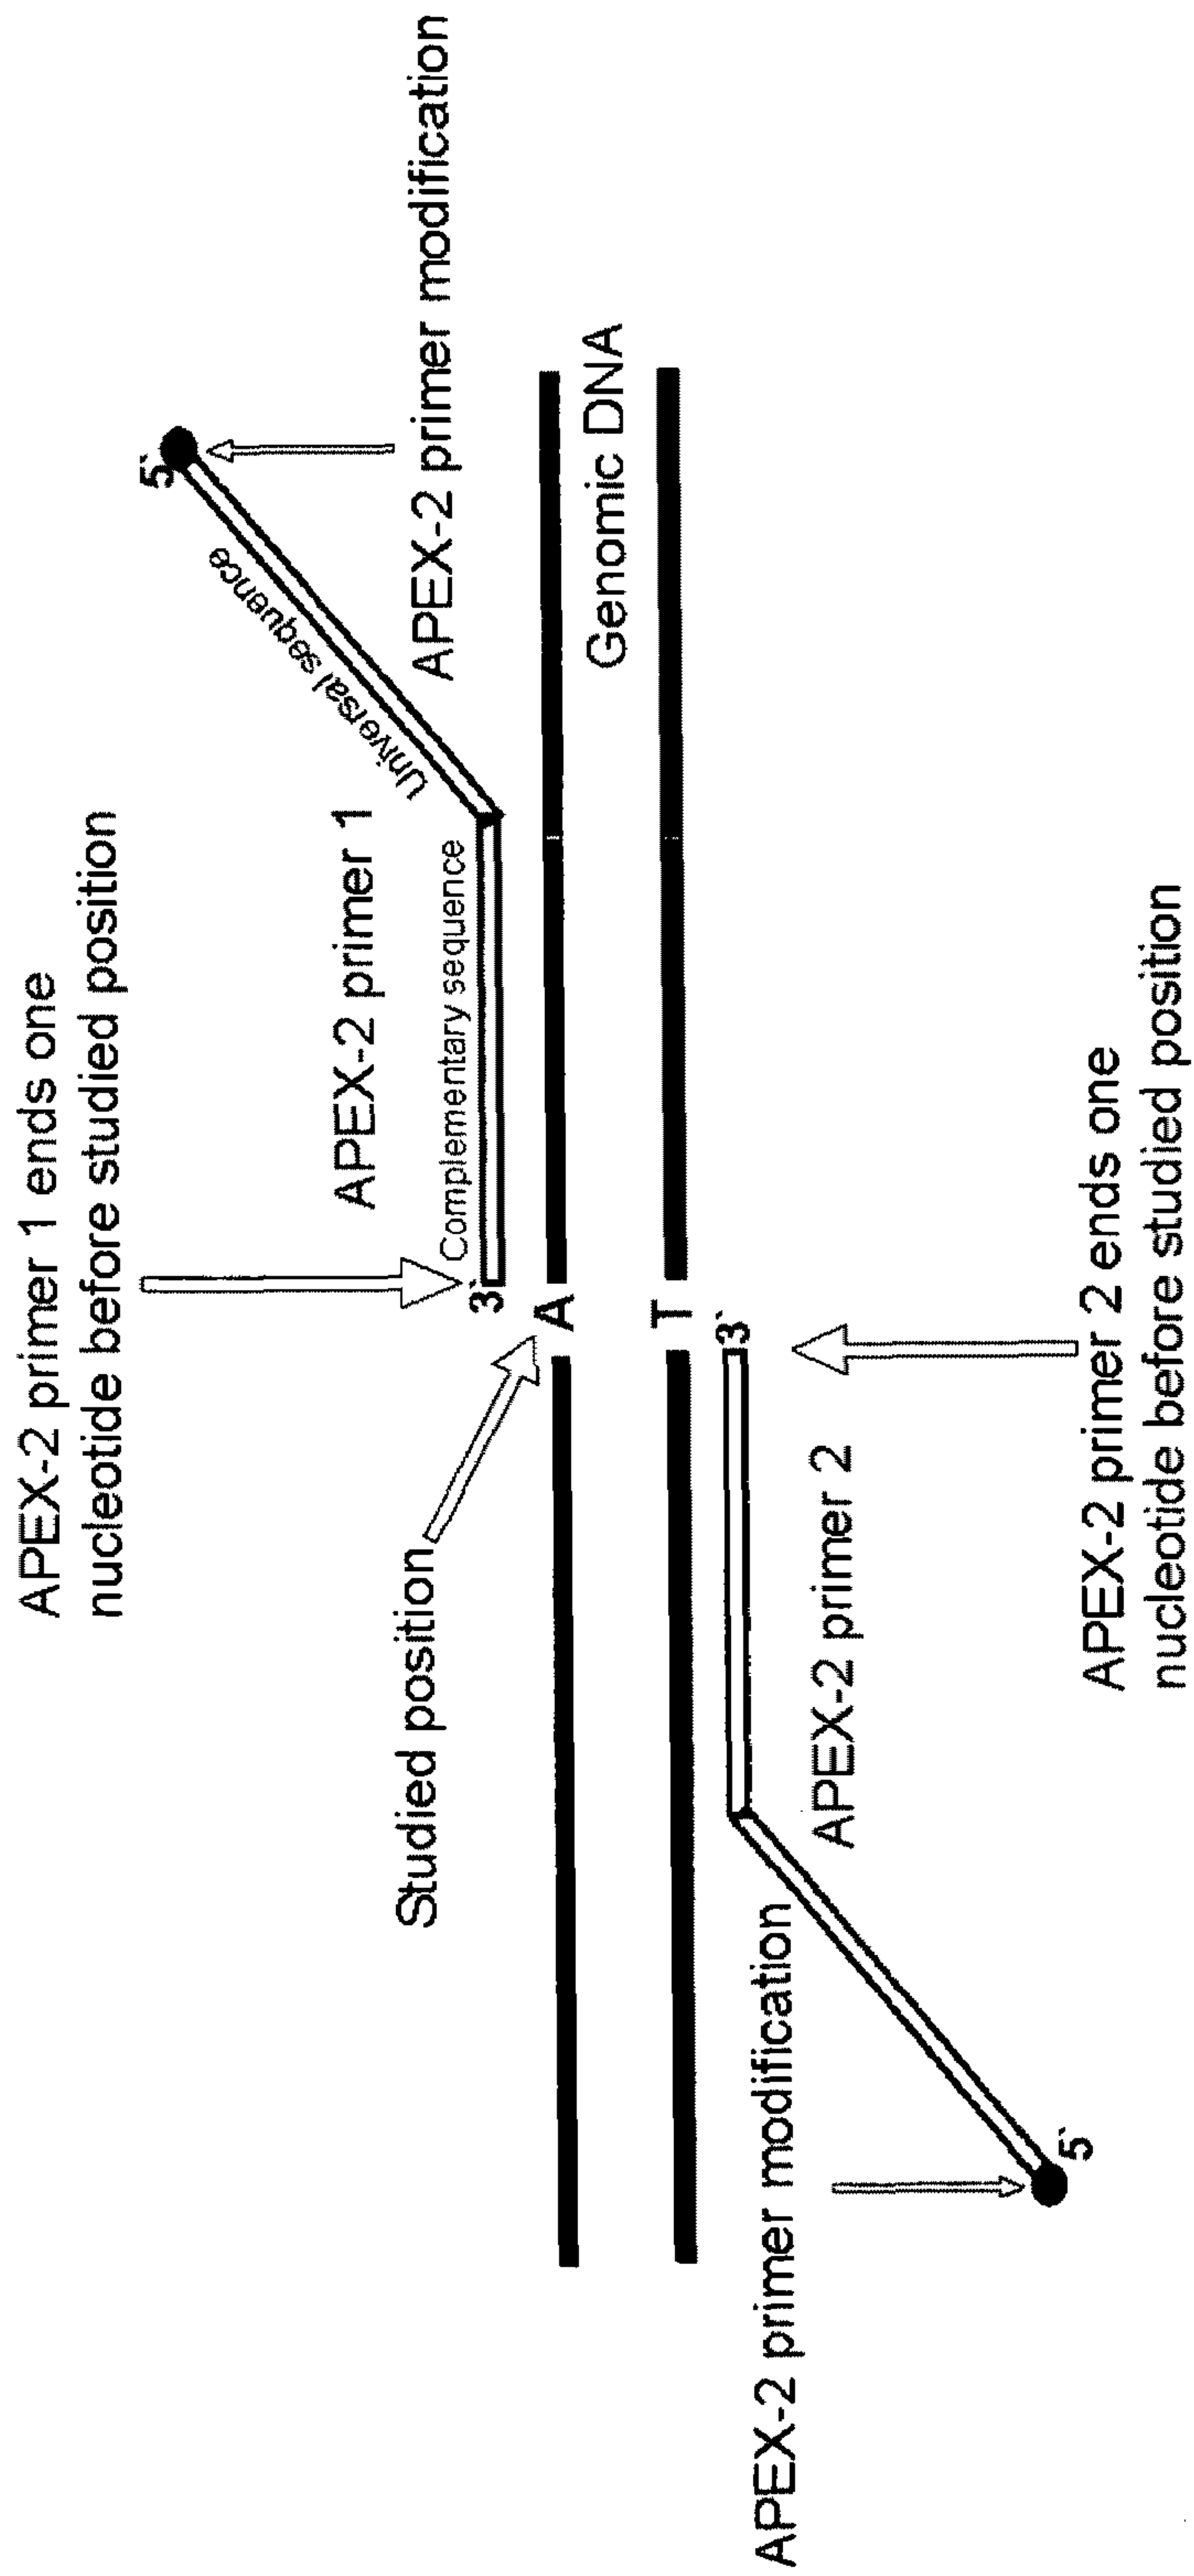 APEX-2 primer 1 ends one
nucleotide before studied position
APEX-2 primer 1
5`
Universal sequence
APEX-2 primer modification
Complementary sequence
3`
Studied position
A
Genomic DNA
T
3`
APEX-2 primer modification
APEX-2 primer 2
5`
APEX-2 primer 2 ends one
nucleotide before studied position